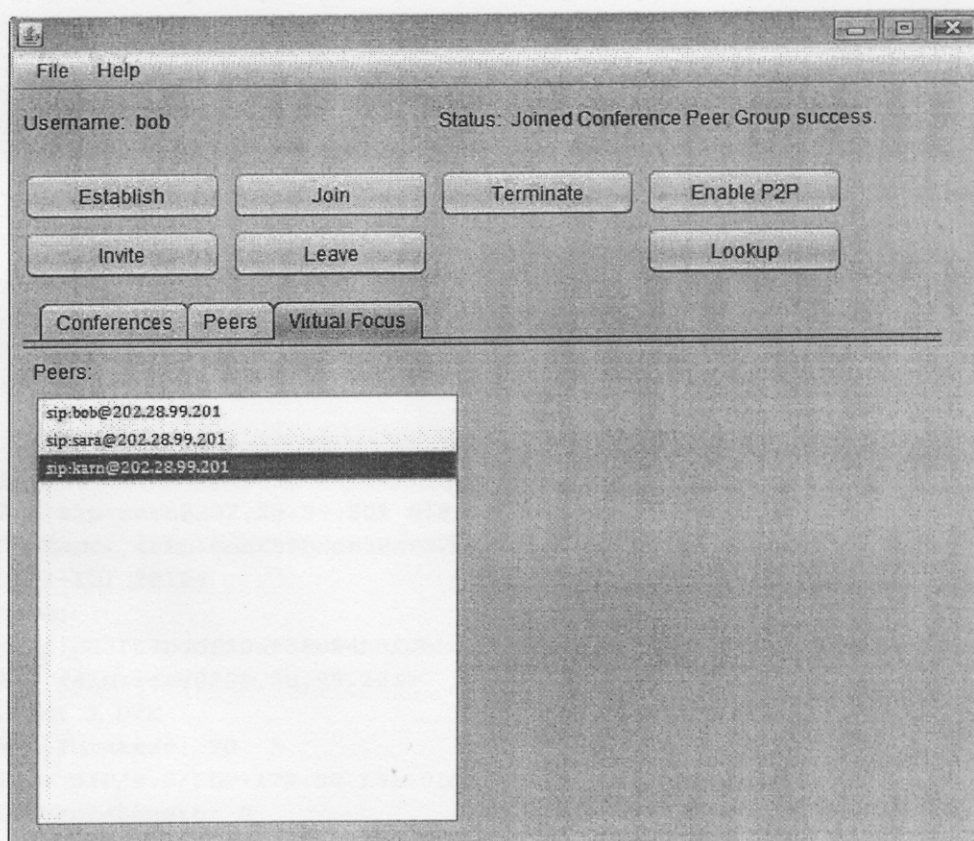 File Help
Username: bob Status: Joined Conference Peer Group success.
Establish Join Terminate Enable P2P
Invite Leave Lookup
Conferences Peers Virtual Focus
Peers:
sip:bob@202.28.99.201
sip:sara@202.28.99.201
sip:karn@202.28.99.201